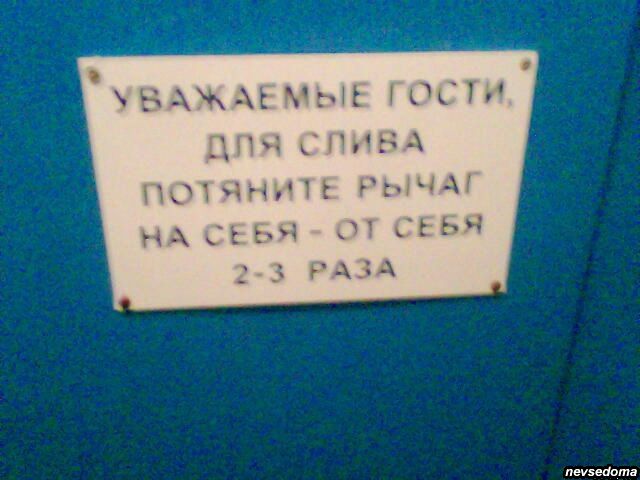 УВАЖАЕМЫЕ ГОСТИ,
ДЛЯ СЛИВА
ПОТЯНИТЕ РЫЧАГ
НА СЕБЯ - ОТ СЕБЯ
2-3 РАЗА
nevsedoma